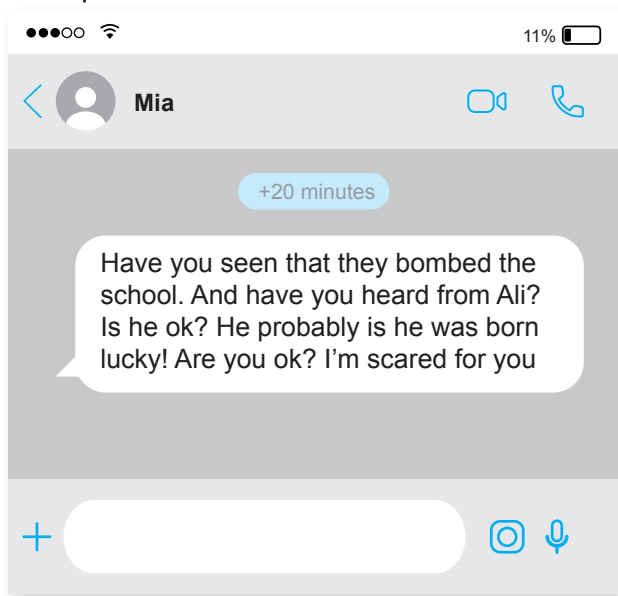 11%
Mia
+20 minutes
Have you seen that they bombed the
school. And have you heard from Ali?
Is he ok? He probably is he was born
lucky! Are you ok? I’m scared for you